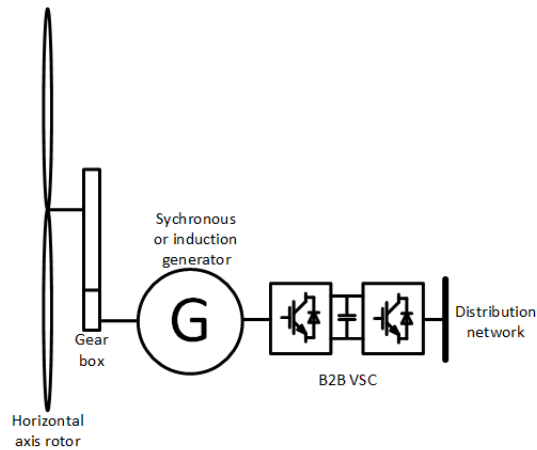 Sychronous
or induction
generator
G
Gear
box
B2B VSC
Distribution
network
Horizontal
axis rotor